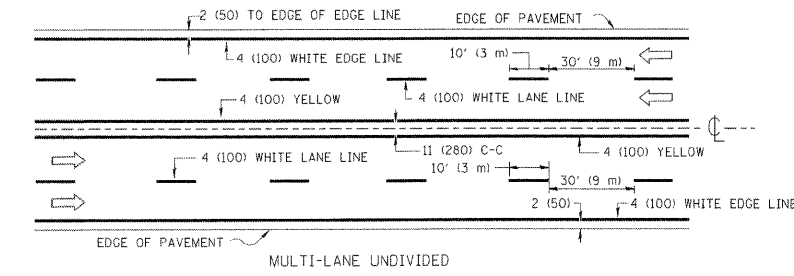 2 (50) TO EDGE OF EDGE LINE
EDGE OF PAVEMENT
4 (100) WHITE EDGE LINE
10' (3 m)
30' (9 m)
4 (100) YELLOW
4 (100) WHITE LANE LINE
℄
4 (100) WHITE LANE LINE
11 (280) C-C
4 (100) YELLOW
10' (3 m)
30' (9 m)
2 (50)
4 (100) WHITE EDGE LINE
EDGE OF PAVEMENT
MULTI-LANE UNDIVIDED